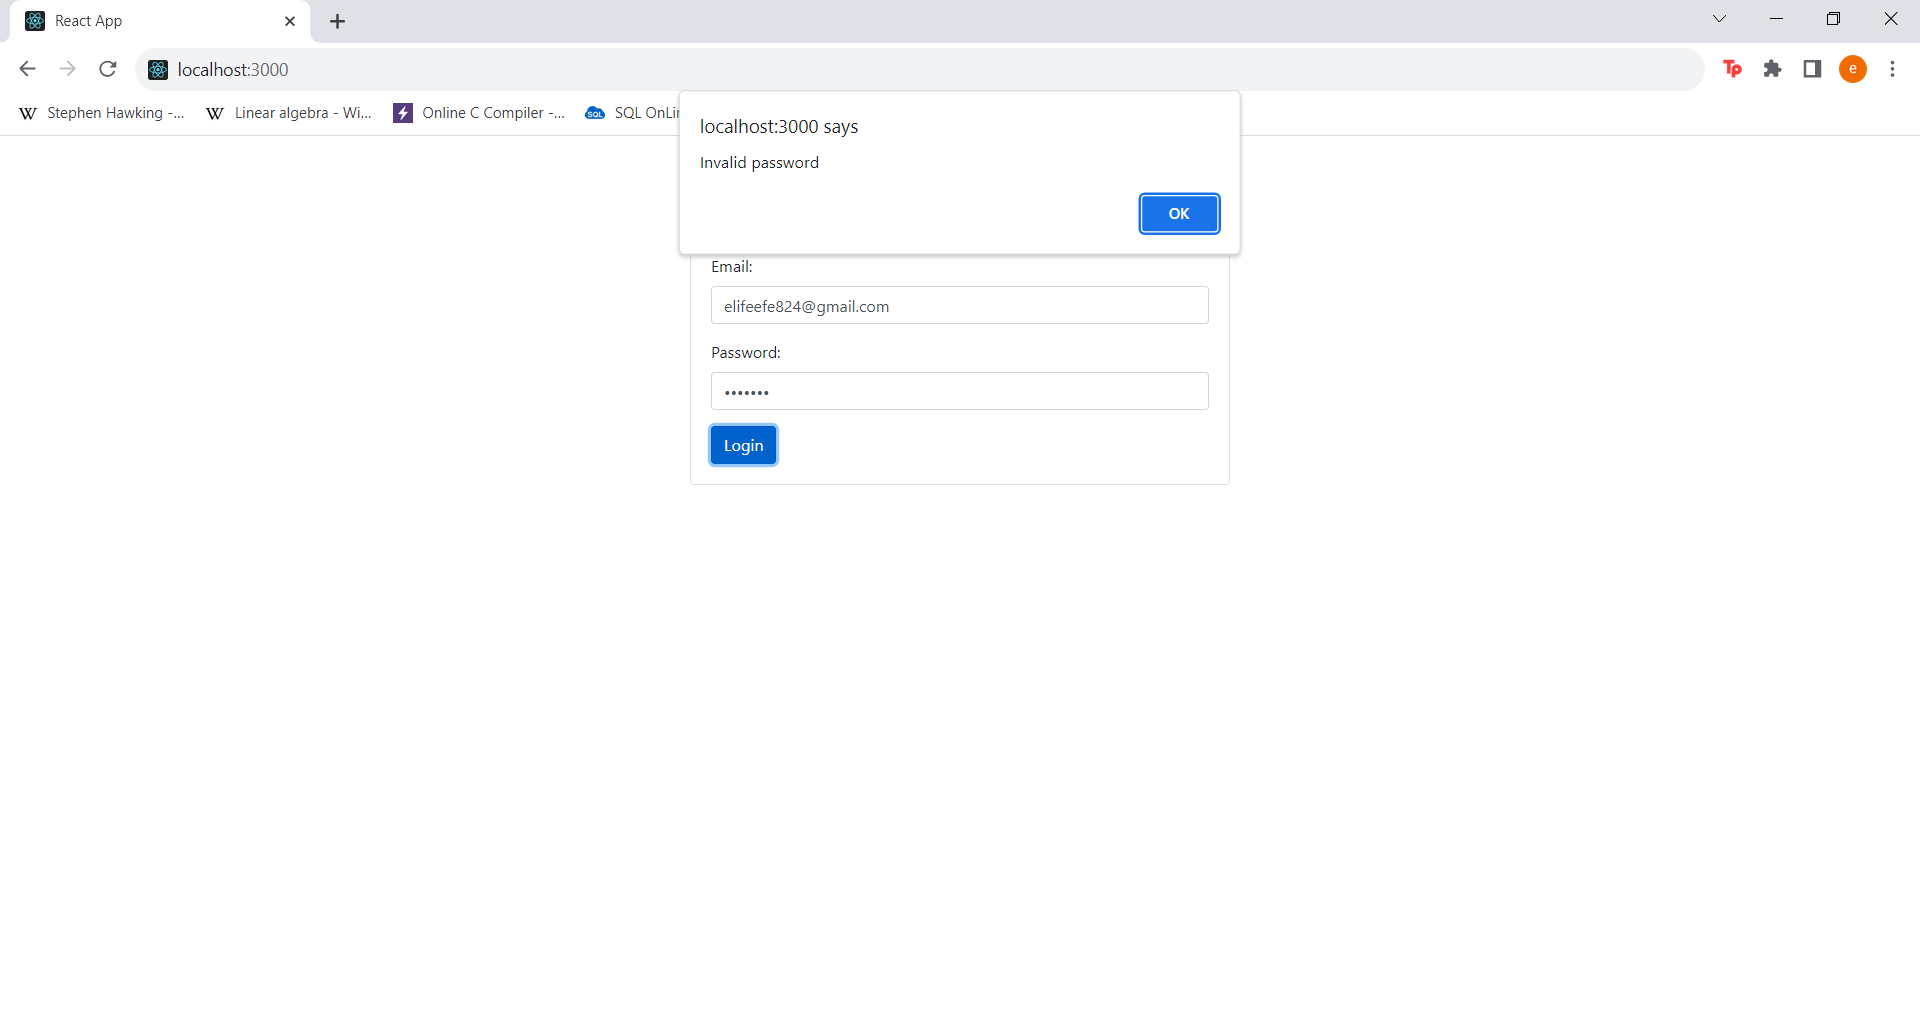 React App
localhost:3000
Stephen Hawking -...
Linear algebra - Wi...
Online C Compiler -...
SQL OnLi
Tp
e
localhost:3000 says
Invalid password
OK
Email:
elifeefe824@gmail.com
Password:
•••••••
Login